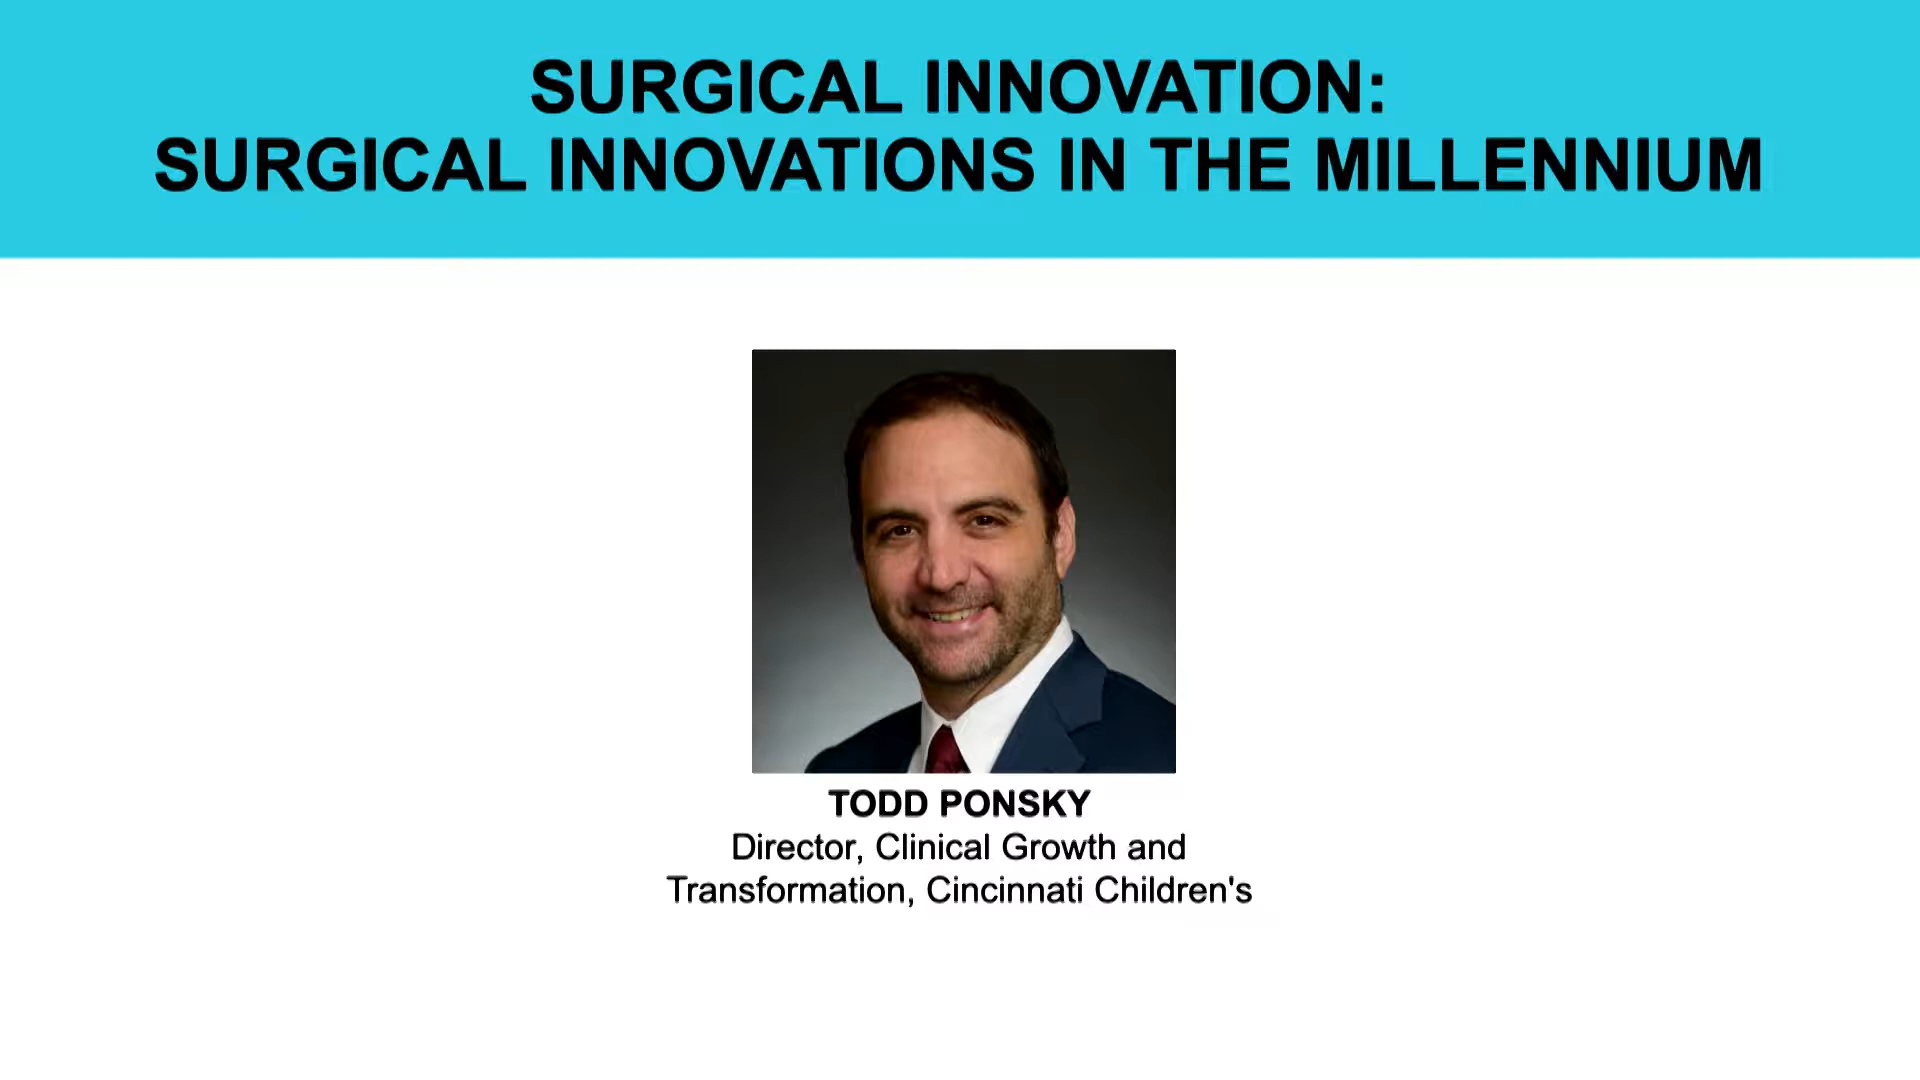 SURGICAL INNOVATION:
SURGICAL INNOVATIONS IN THE MILLENNIUM
TODD PONSKY
Director, Clinical Growth and
Transformation, Cincinnati Children's